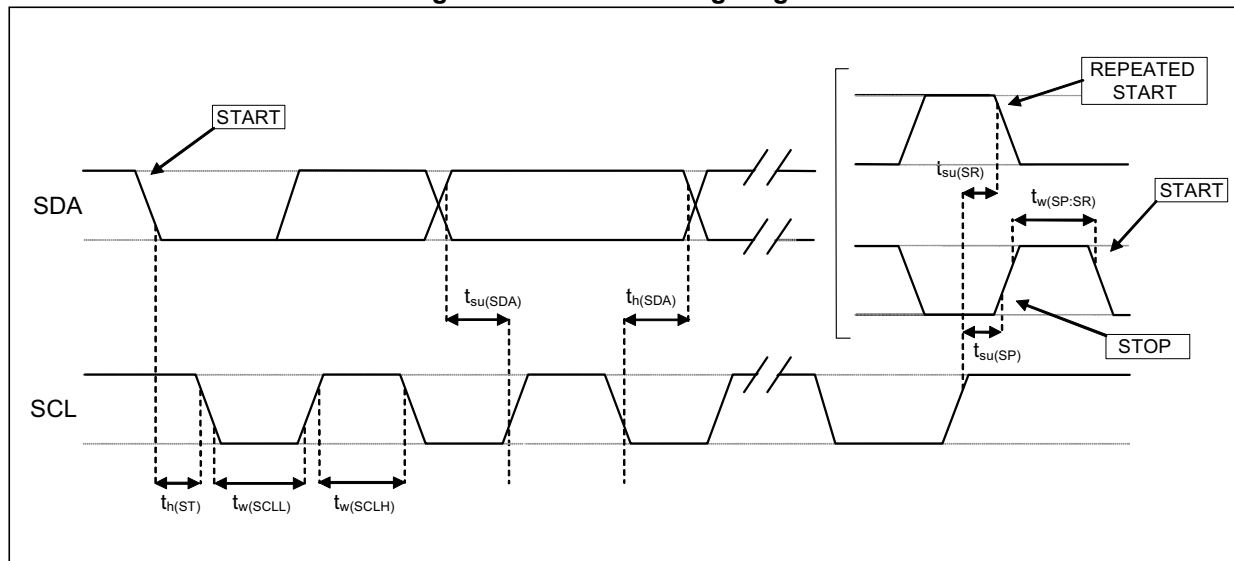 START
REPEATED
START
SDA
t_su(SR)
t_w(SP:SR)
START
t_su(SDA)
t_h(SDA)
t_su(SP)
STOP
SCL
t_h(ST)
t_w(SCLL)
t_w(SCLH)